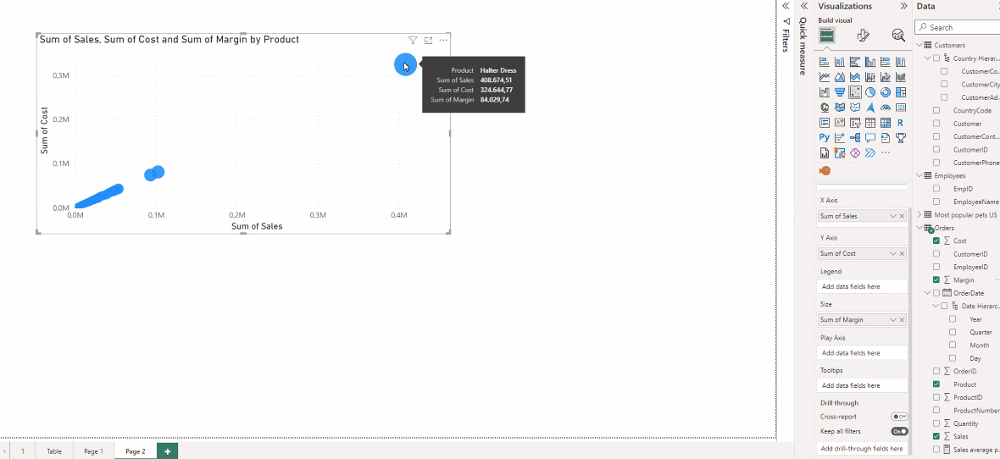 Sum of Sales, Sum of Cost and Sum of Margin by Product
Sum of Cost
0,3M
0,2M
0,1M
0,0M
0,0M 0,1M 0,2M 0,3M 0,4M
Sum of Sales
Product Halter Dress
Sum of Sales 408.674,51
Sum of Cost 324.644,77
Sum of Margin 84.029,74
1 Table Page 1 Page 2 +
Filters
Quick measure
Visualizations
Build visual
R
Py
X Axis
Sum of Sales
Y Axis
Sum of Cost
Legend
Add data fields here
Size
Sum of Margin
Play Axis
Add data fields here
Tooltips
Add data fields here
Drill through
Cross-report Off
Keep all filters On
Add drill-through fields here
Data
Search
Customers
Country Hierar...
CustomerCo...
CustomerCity
CustomerAd...
CountryCode
Customer
CustomerCont...
CustomerID
CustomerPhone
Employees
EmpID
EmployeeName
Most popular pets US
Orders
Cost
CustomerID
EmployeeID
Margin
OrderDate
Date Hierarc...
Year
Quarter
Month
Day
OrderID
Product
ProductID
ProductNumber
Quantity
Sales
Sales average p...